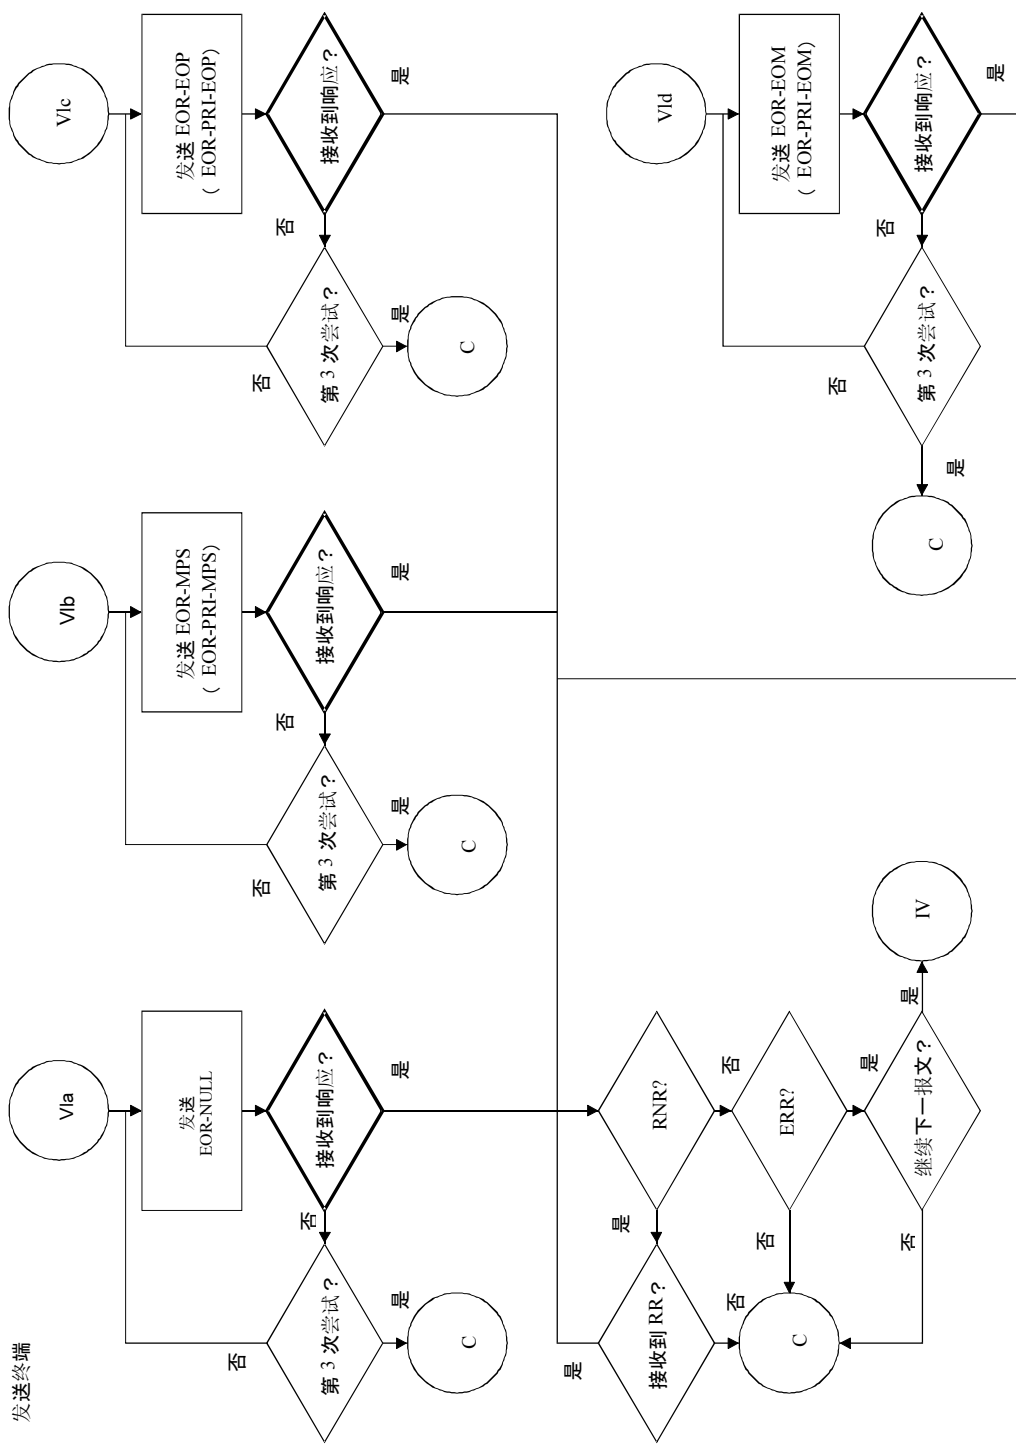 发送终端
VIa
发送
EOR-NULL
接收到响应？
否
是
第 3 次尝试？
否
是
C
VIb
发送 EOR-MPS
（ EOR-PRI-MPS）
接收到响应？
否
是
第 3 次尝试？
否
是
C
VIc
发送 EOR-EOP
（ EOR-PRI-EOP）
接收到响应？
否
是
第 3 次尝试？
否
是
C
RNR?
是
否
接收到 RR？
是
否
ERR?
否
是
C
继续下一报文？
否
是
IV
VId
发送 EOR-EOM
（ EOR-PRI-EOM）
接收到响应？
否
是
第 3 次尝试？
否
是
C